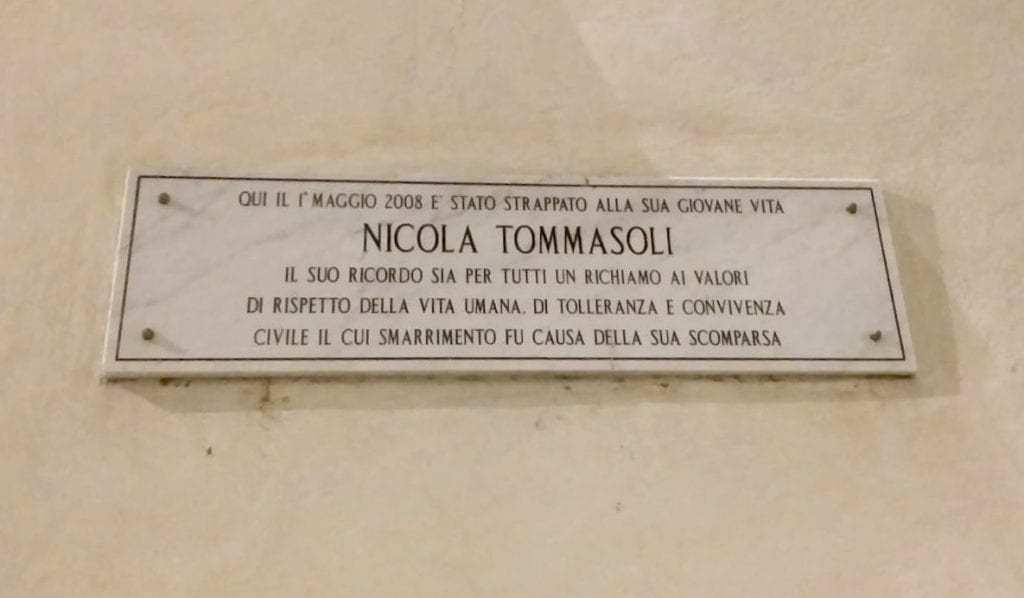 QUI IL 1° MAGGIO 2008 E' STATO STRAPPATO ALLA SUA GIOVANE VITA
NICOLA TOMMASOLI
IL SUO RICORDO SIA PER TUTTI UN RICHIAMO AI VALORI
DI RISPETTO DELLA VITA UMANA, DI TOLLERANZA E CONVIVENZA
CIVILE IL CUI SMARRIMENTO FU CAUSA DELLA SUA SCOMPARSA